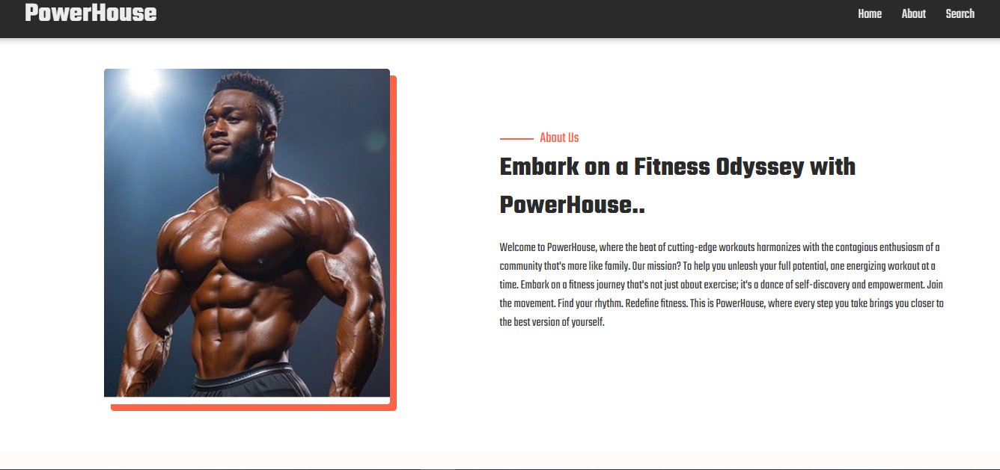 PowerHouse
Home About Search
About Us
Embark on a Fitness Odyssey with
PowerHouse..
Welcome to PowerHouse, where the beat of cutting-edge workouts harmonizes with the contagious enthusiasm of a
community that's more like family. Our mission? To help you unleash your full potential, one energizing workout at a
time. Embark on a fitness journey that's not just about exercise; it's a dance of self-discovery and empowerment. Join
the movement. Find your rhythm. Redefine fitness. This is PowerHouse, where every step you take brings you closer to
the best version of yourself.